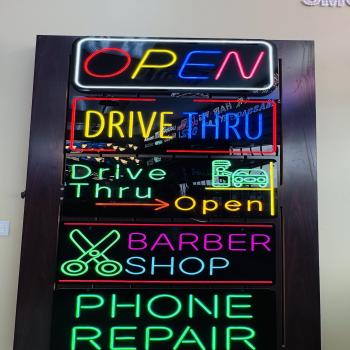 OPEN
DRIVE THRU
Drive
Thru
Open
BARBER
SHOP
PHONE
REPAIR